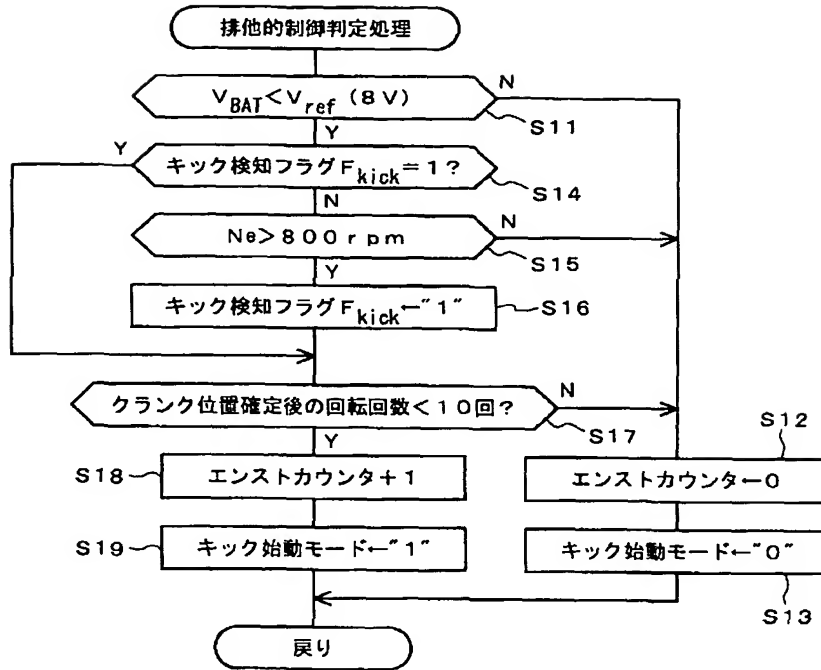 排他的制御判定処理
V_BAT<V_ref (8V)
N
S11
Y
Y
キック検知フラグF_kick=1?
S14
N
N
Ne>800rpm
S15
Y
キック検知フラグF_kick←"1"
S16
クランク位置確定後の回転回数<10回?
N
S17
Y
S12
S18
エンストカウンタ+1
エンストカウンター←0
S19
キック始動モード←"1"
キック始動モード←"0"
S13
戻り